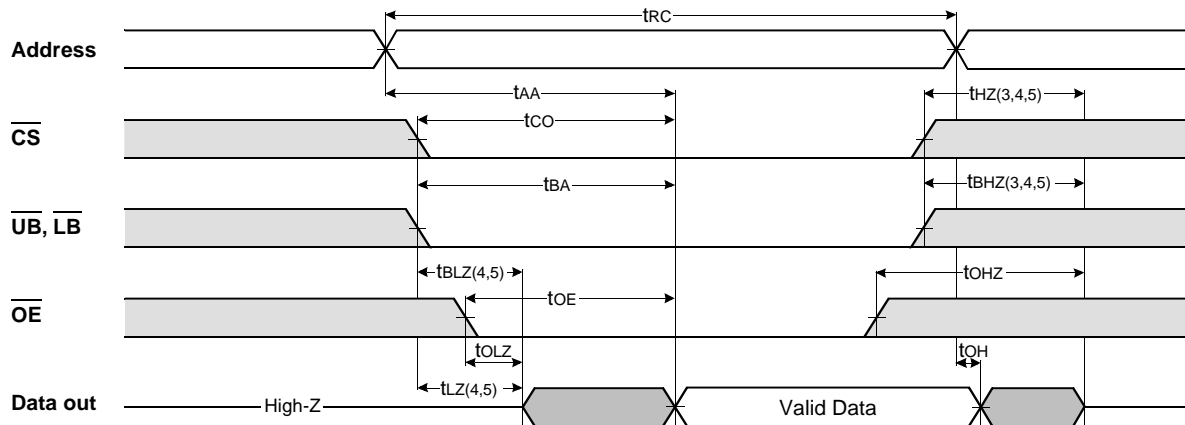 tRC
Address
tAA
tHZ(3,4,5)
tCO
CS
tBA
tBHZ(3,4,5)
UB, LB
tBLZ(4,5)
tOHZ
tOE
OE
tOLZ
tOH
tLZ(4,5)
Data out
High-Z
Valid Data